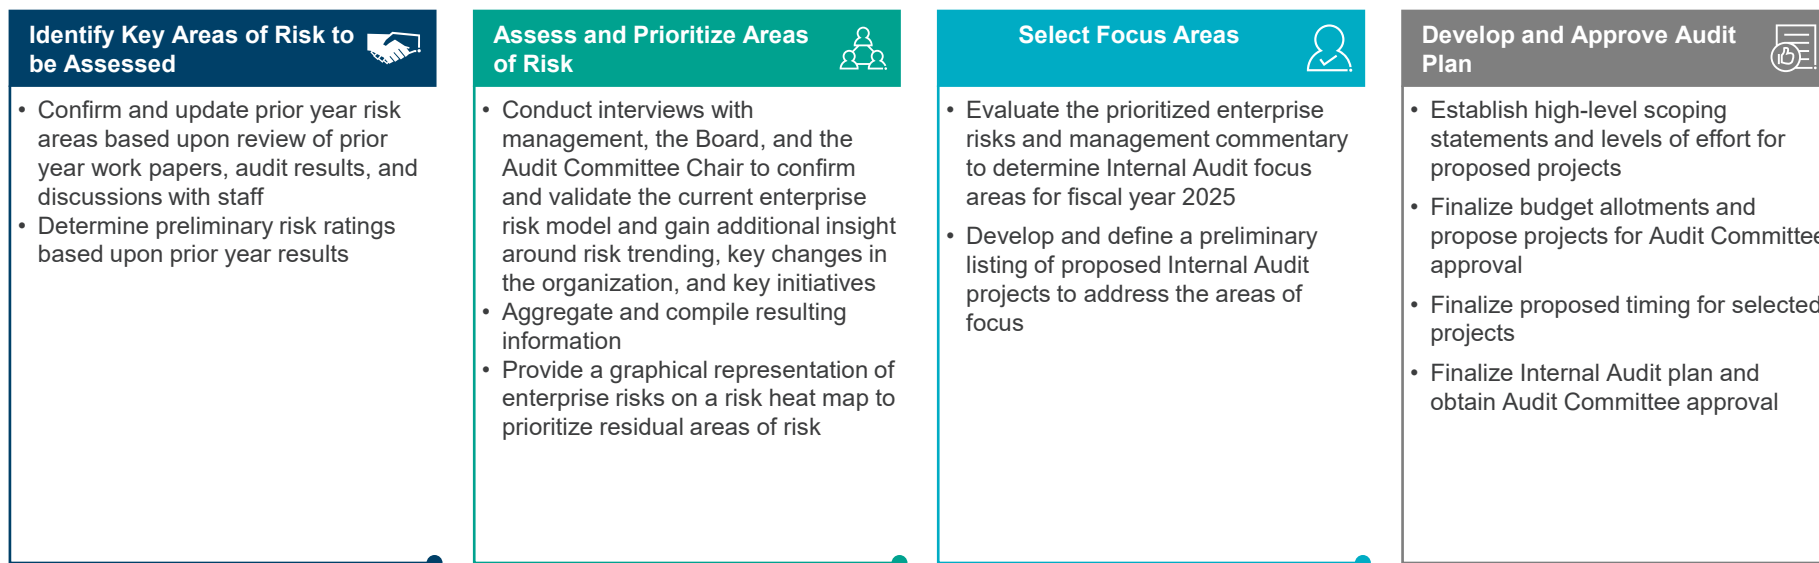 Identify Key Areas of Risk to
be Assessed
• Confirm and update prior year risk
areas based upon review of prior
year work papers, audit results, and
discussions with staff
• Determine preliminary risk ratings
based upon prior year results
Assess and Prioritize Areas
of Risk
• Conduct interviews with
management, the Board, and the
Audit Committee Chair to confirm
and validate the current enterprise
risk model and gain additional insight
around risk trending, key changes in
the organization, and key initiatives
• Aggregate and compile resulting
information
• Provide a graphical representation of
enterprise risks on a risk heat map to
prioritize residual areas of risk
Select Focus Areas
• Evaluate the prioritized enterprise
risks and management commentary
to determine Internal Audit focus
areas for fiscal year 2025
• Develop and define a preliminary
listing of proposed Internal Audit
projects to address the areas of
focus
Develop and Approve Audit
Plan
• Establish high-level scoping
statements and levels of effort for
proposed projects
• Finalize budget allotments and
propose projects for Audit Committee
approval
• Finalize proposed timing for selected
projects
• Finalize Internal Audit plan and
obtain Audit Committee approval